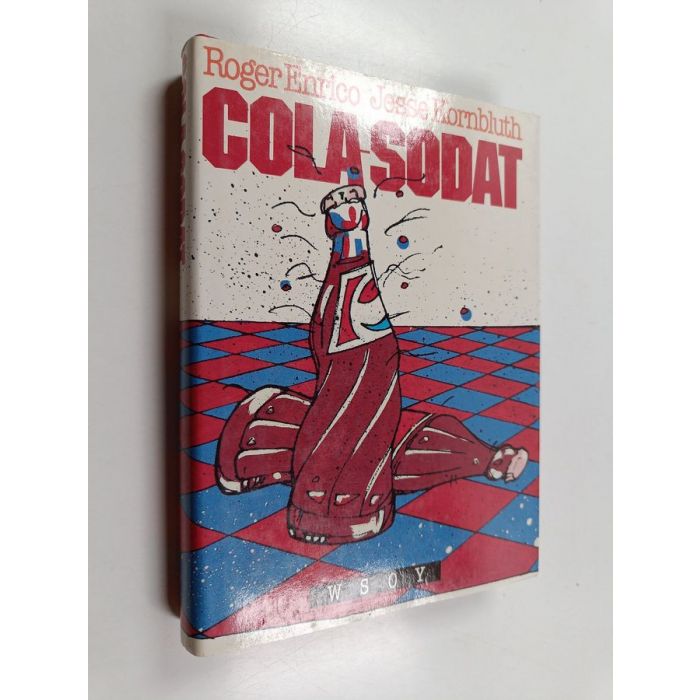 Roger Enrico Jesse Kornbluth
COLA-SODAT
WSOY